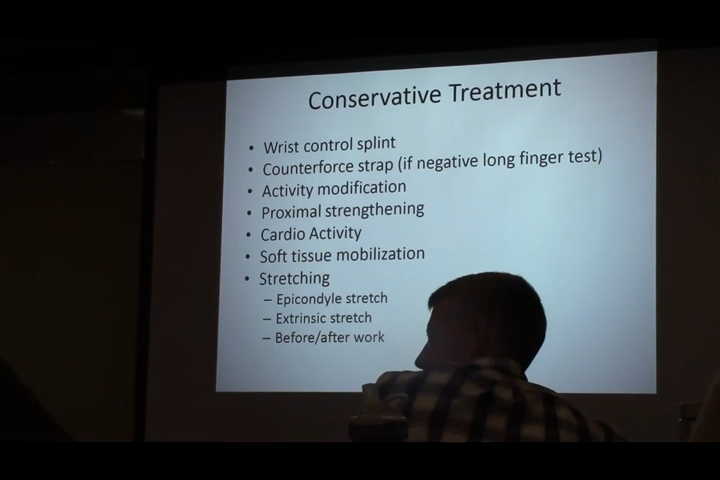 Conservative Treatment
• Wrist control splint
• Counterforce strap (if negative long finger test)
• Activity modification
• Proximal strengthening
• Cardio Activity
• Soft tissue mobilization
• Stretching
– Epicondyle stretch
– Extrinsic stretch
– Before/after work